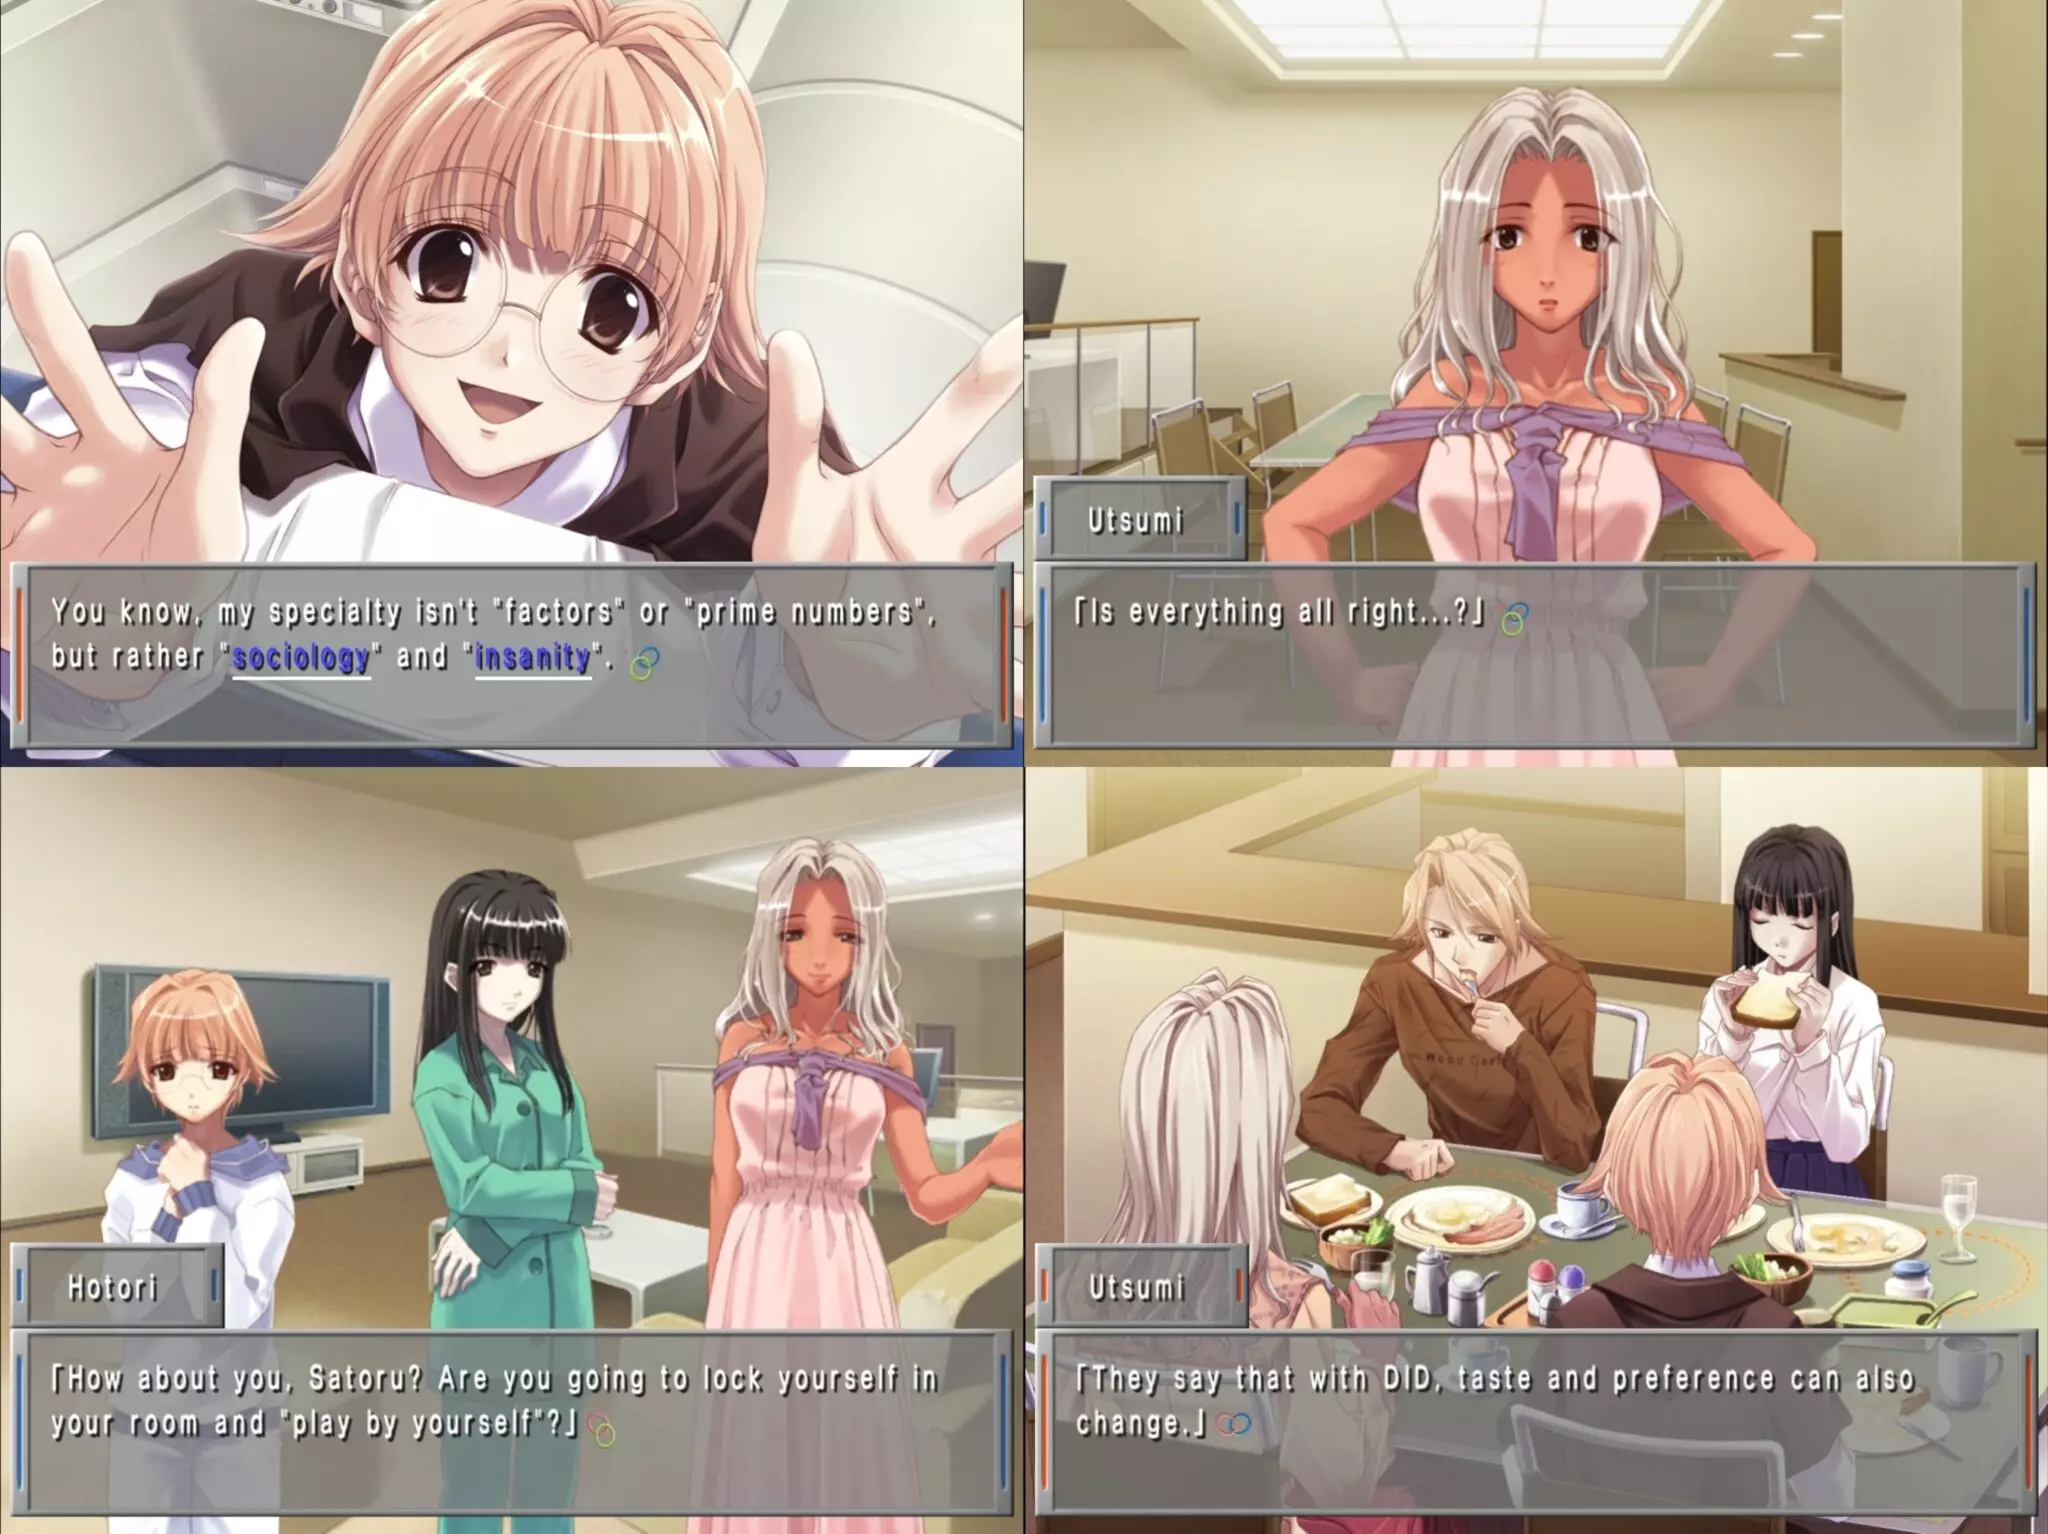 You know, my specialty isn't "factors" or "prime numbers",
but rather "sociology" and "insanity".
Utsumi
「Is everything all right...?」
Hotori
「How about you, Satoru? Are you going to lock yourself in
your room and "play by yourself"?」
Utsumi
「They say that with DID, taste and preference can also
change.」